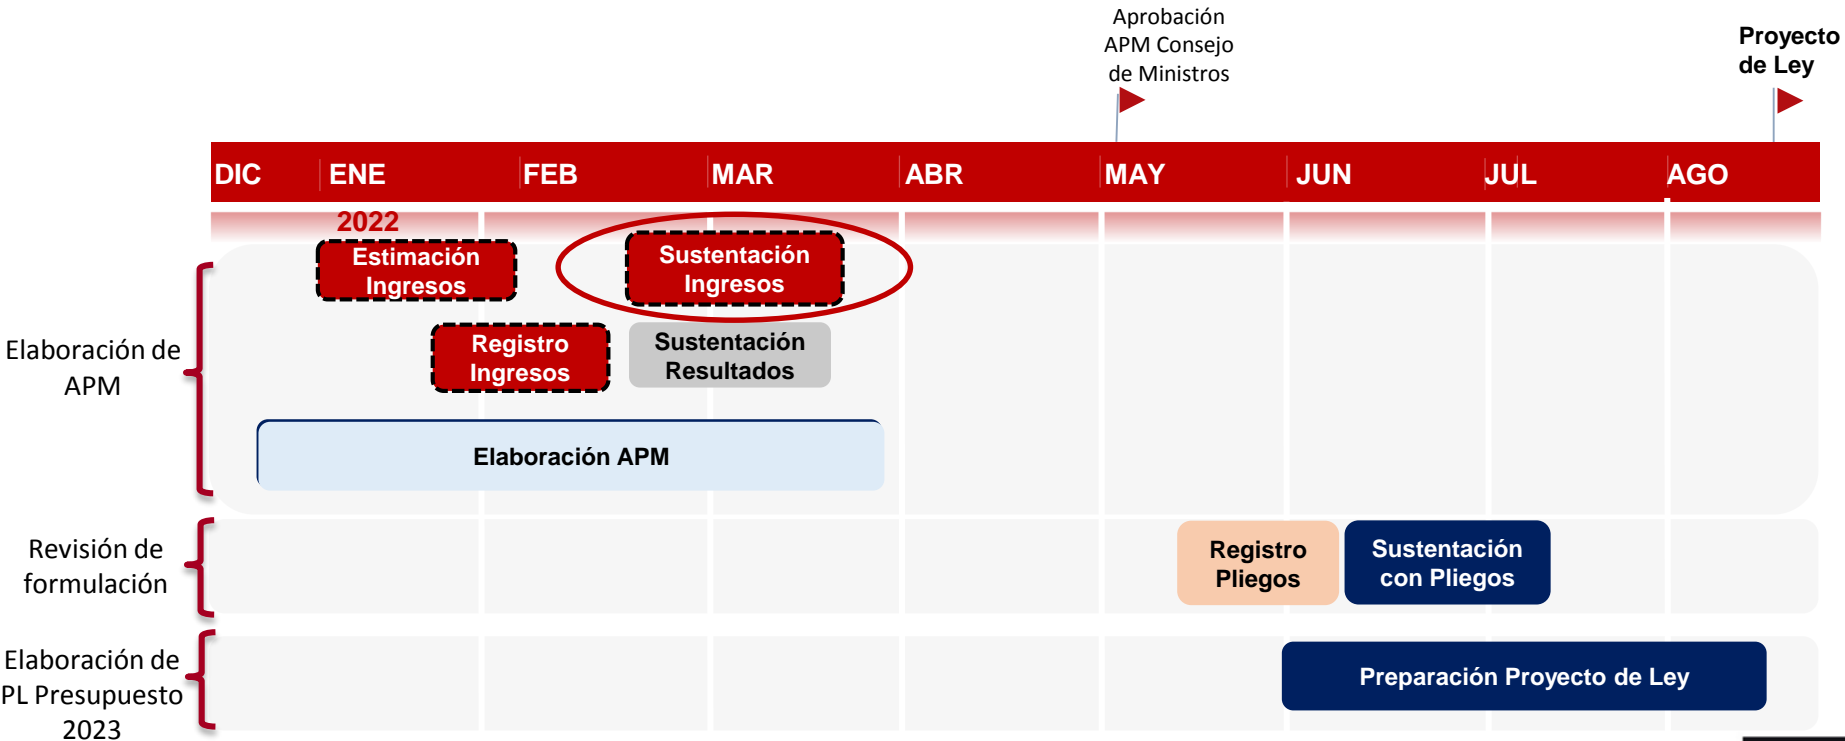 Aprobación
APM Consejo
de Ministros
Proyecto
de Ley
DIC ENE FEB MAR ABR MAY JUN JUL AGO
2022
Elaboración de
APM
Estimación
Ingresos
Sustentación
Ingresos
Registro
Ingresos
Sustentación
Resultados
Elaboración APM
Revisión de
formulación
Registro
Pliegos
Sustentación
con Pliegos
Elaboración de
PL Presupuesto
2023
Preparación Proyecto de Ley